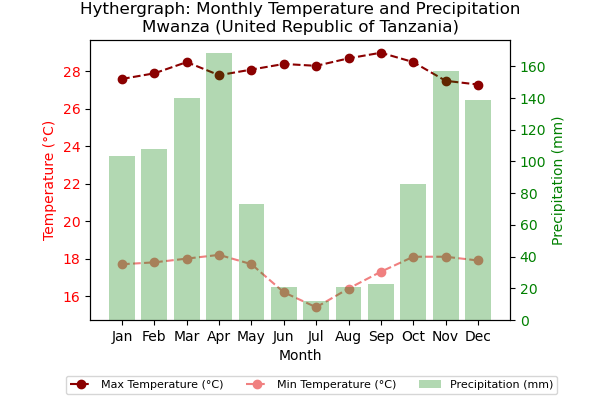 Hythergraph: Monthly Temperature and Precipitation
Mwanza (United Republic of Tanzania)
28
26
24
22
20
18
16
Temperature (°C)
160
140
120
100
80
60
40
20
0
Precipitation (mm)
Jan Feb Mar Apr May Jun Jul Aug Sep Oct Nov Dec
Month
Max Temperature (°C) Min Temperature (°C) Precipitation (mm)